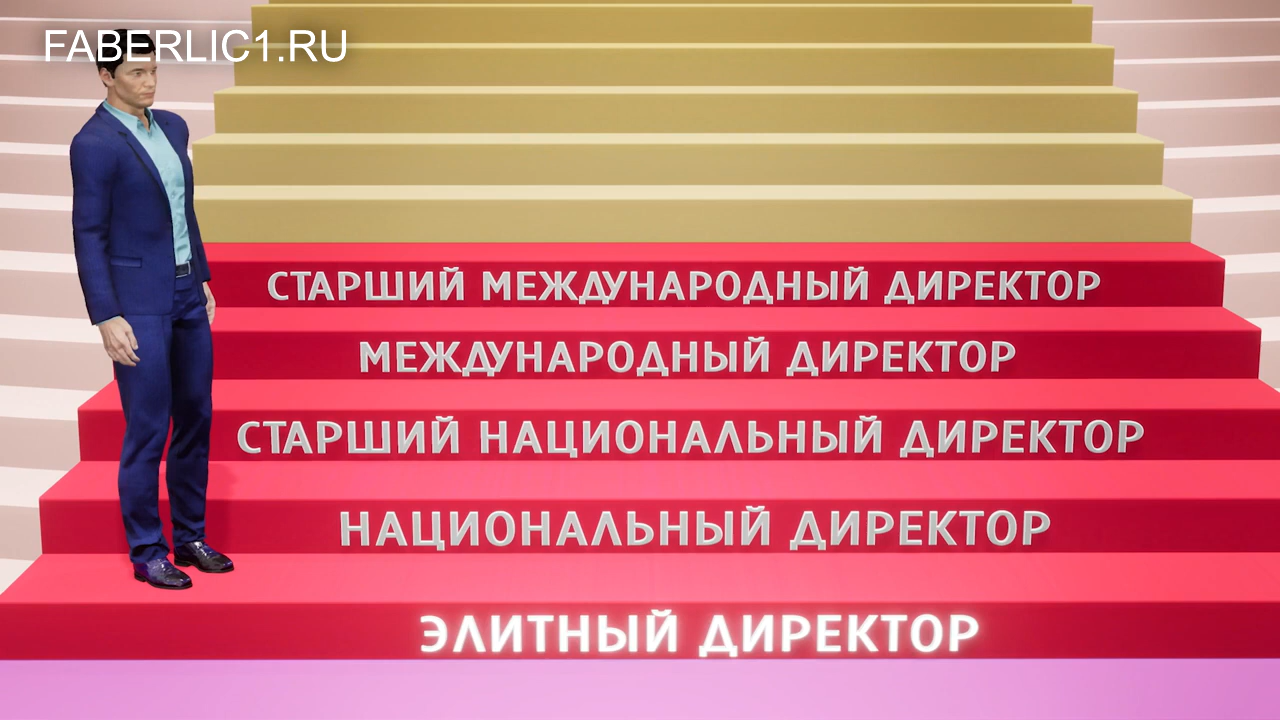 FABERLIC1.RU
СТАРШИЙ МЕЖДУНАРОДНЫЙ ДИРЕКТОР
МЕЖДУНАРОДНЫЙ ДИРЕКТОР
СТАРШИЙ НАЦИОНАЛЬНЫЙ ДИРЕКТОР
НАЦИОНАЛЬНЫЙ ДИРЕКТОР
ЭЛИТНЫЙ ДИРЕКТОР